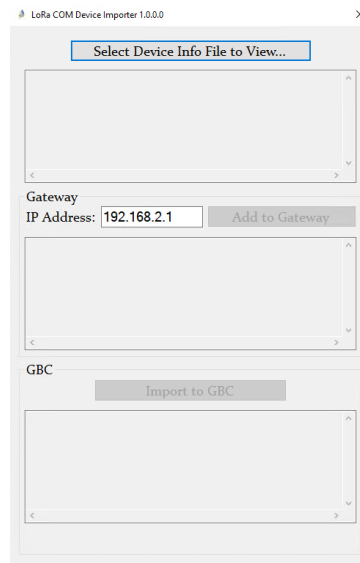 LoRa COM Device Importer 1.0.0.0
Select Device Info File to View...
Gateway
IP Address: 192.168.2.1 Add to Gateway
GBC
Import to GBC